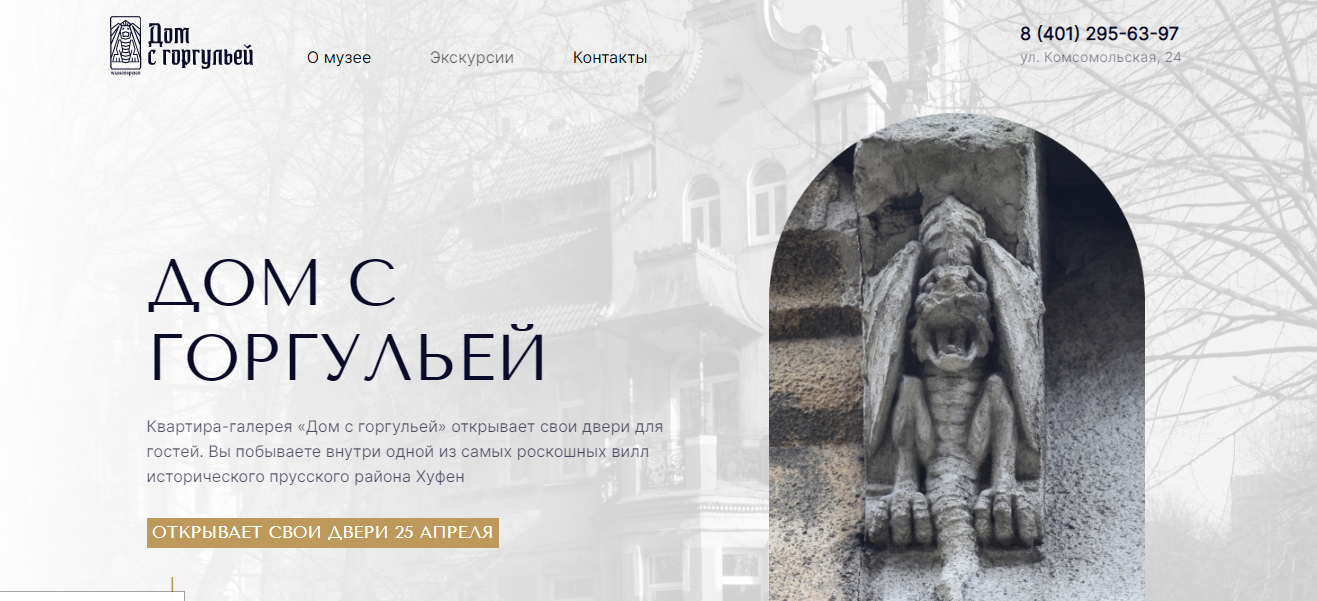 Дом
с горгульей
О музее
Экскурсии
Контакты
8 (401) 295-63-97
ул. Комсомольская, 24
ДОМ С
ГОРГУЛЬЕЙ
Квартира-галерея «Дом с горгульей» открывает свои двери для
гостей. Вы побываете внутри одной из самых роскошных вилл
исторического прусского района Хуфен
ОТКРЫВАЕТ СВОИ ДВЕРИ 25 АПРЕЛЯ